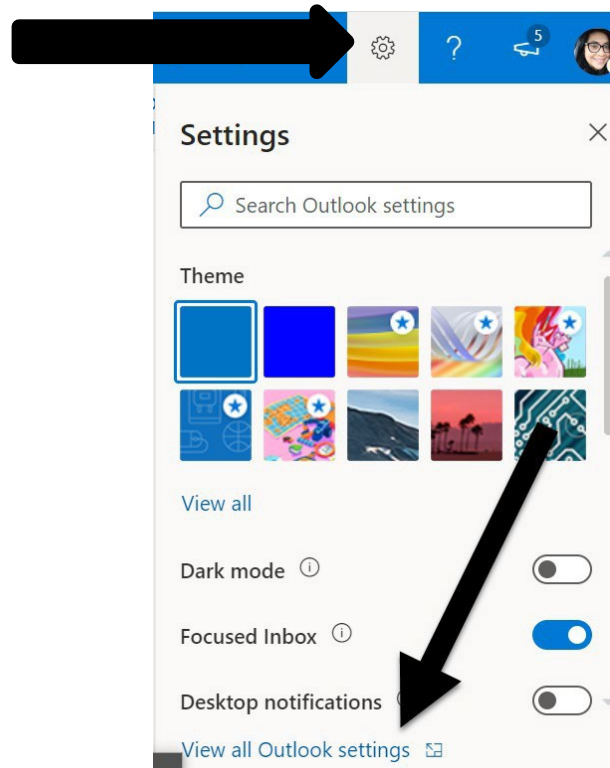 ?
5
Settings
Search Outlook settings
Theme
View all
Dark mode
Focused Inbox
Desktop notifications
View all Outlook settings